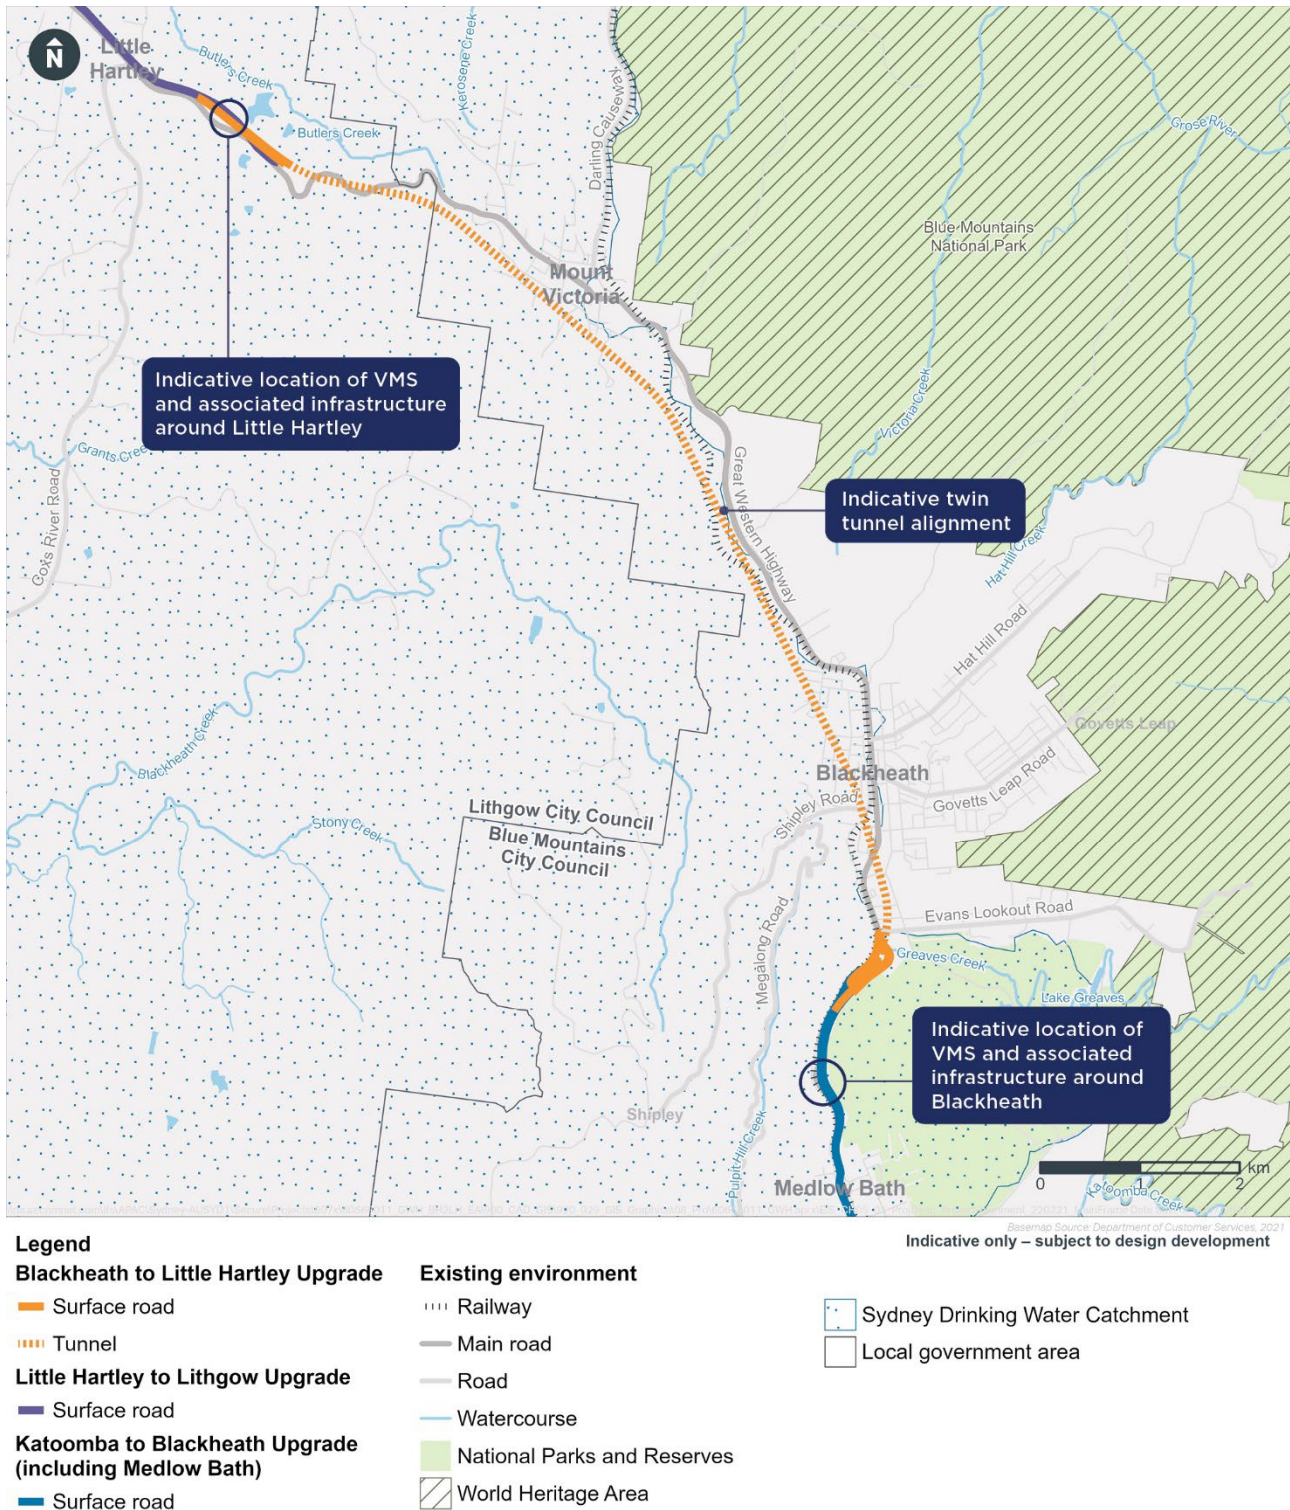 N
Little
Hartley
Butlers Creek
Kerosene Creek
Darling Causeway
Grose River
Butlers Creek
Blue Mountains
National Park
Mount
Victoria
Indicative location of VMS
and associated infrastructure
around Little Hartley
Victoria Creek
Grants Creek
Coxs River Road
Great Western Highway
Indicative twin
tunnel alignment
Hat Hill Creek
Hat Hill Road
Blackheath Creek
Govetts Leap
Blackheath
Govetts Leap Road
Shipley Road
Lithgow City Council
Blue Mountains
City Council
Stony Creek
Megalong Road
Evans Lookout Road
Greaves Creek
Lake Greaves
Indicative location of
VMS and associated
infrastructure around
Blackheath
Shipley
Pulpit Hill Creek
Medlow Bath
km
0 1 2
Katoomba Creek
Basemap Source: Department of Customer Services, 2021
Indicative only – subject to design development
Legend
Blackheath to Little Hartley Upgrade
Surface road
Tunnel
Little Hartley to Lithgow Upgrade
Surface road
Katoomba to Blackheath Upgrade
(including Medlow Bath)
Surface road
Existing environment
Railway
Main road
Road
Watercourse
National Parks and Reserves
World Heritage Area
Sydney Drinking Water Catchment
Local government area